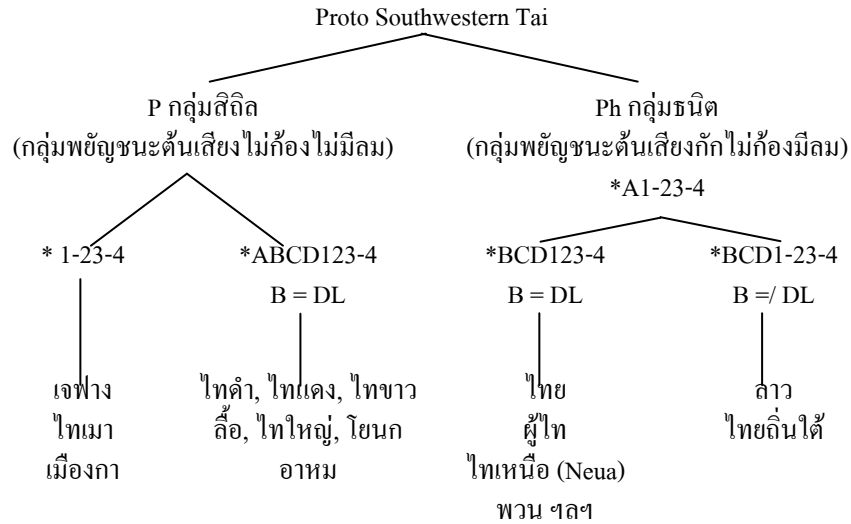 Proto Southwestern Tai
P กลุ่มสิถิล Ph กลุ่มธนิต
(กลุ่มพยัญชนะต้นเสียงไม่ก้องไม่มีลม) (กลุ่มพยัญชนะต้นเสียงกักไม่ก้องมีลม)
*A1-23-4
* 1-23-4 *ABCD123-4 *BCD123-4 *BCD1-23-4
B = DL B = DL B =/ DL
เจฟาง ไทดำ, ไทแดง, ไทขาว ไทย ลาว
ไทเมา ลื้อ, ไทใหญ่, โยนก ผู้ไท ไทยถิ่นใต้
เมืองกา อาหม ไทเหนือ (Neua)
พวน ฯลฯ